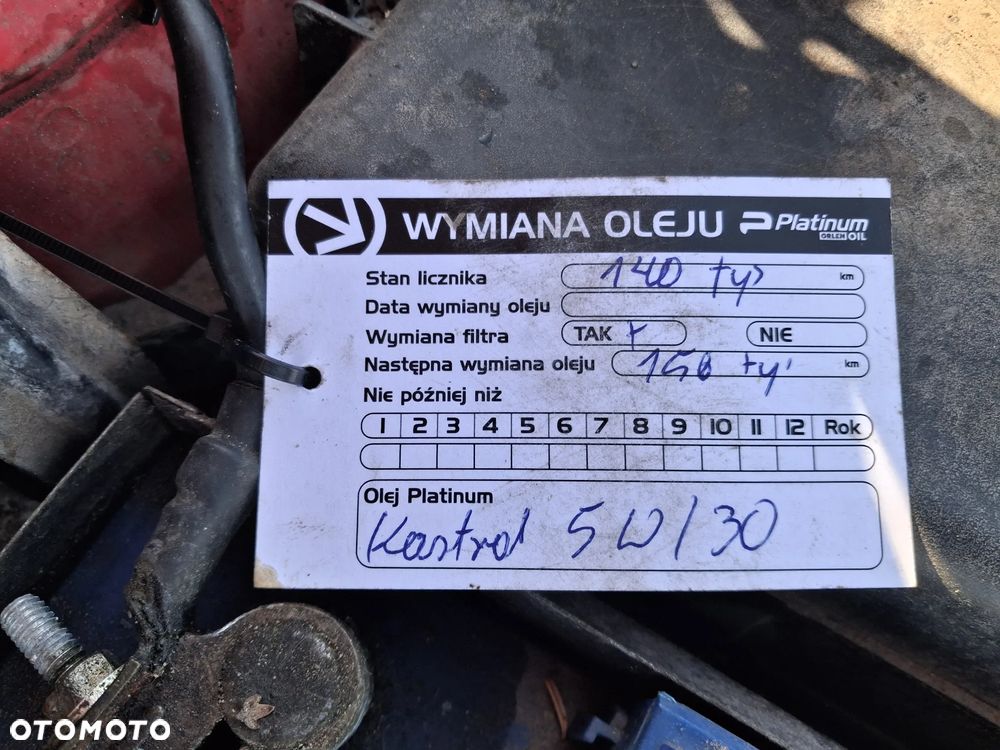 WYMIANA OLEJU Platinum ORLEN OIL
Stan licznika 140 tyś km
Data wymiany oleju
Wymiana filtra TAK + NIE
Następna wymiana oleju 150 tyś km
Nie później niż
1 2 3 4 5 6 7 8 9 10 11 12 Rok
Olej Platinum
Kastrol 5W/30
OTOMOTO